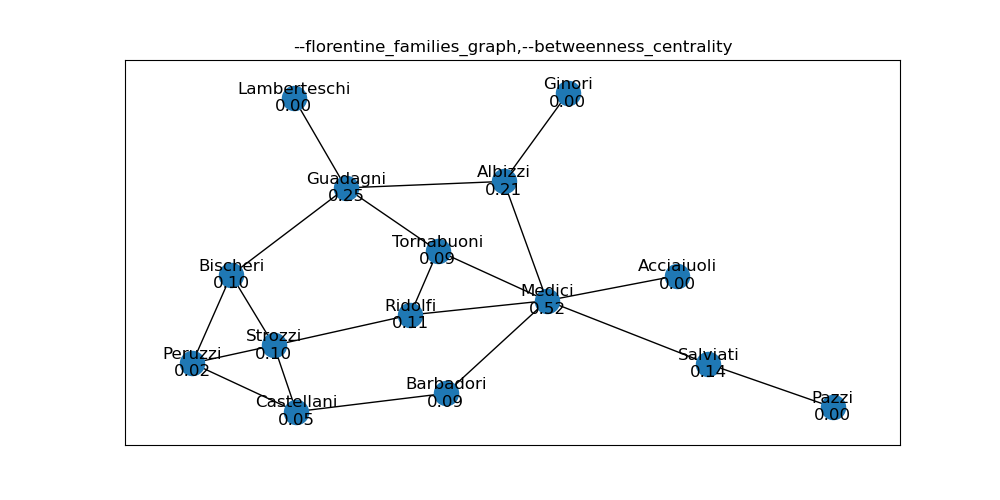 --florentine_families_graph,--betweenness_centrality
Lamberteschi
0.00
Ginori
0.00
Guadagni
0.25
Albizzi
0.21
Tornabuoni
0.09
Bischeri
0.10
Acciaiuoli
0.00
Medici
0.52
Ridolfi
0.11
Strozzi
0.10
Peruzzi
0.02
Salviati
0.14
Barbadori
0.09
Castellani
0.05
Pazzi
0.00